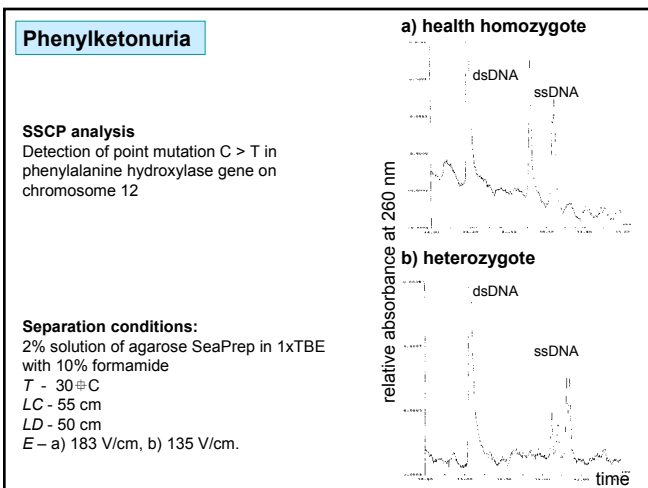 Phenylketonuria
SSCP analysis
Detection of point mutation C > T in
phenylalanine hydroxylase gene on
chromosome 12
Separation conditions:
2% solution of agarose SeaPrep in 1xTBE
with 10% formamide
T - 30⌖C
LC - 55 cm
LD - 50 cm
E – a) 183 V/cm, b) 135 V/cm.
a) health homozygote
dsDNA
ssDNA
relative absorbance at 260 nm
b) heterozygote
dsDNA
ssDNA
time